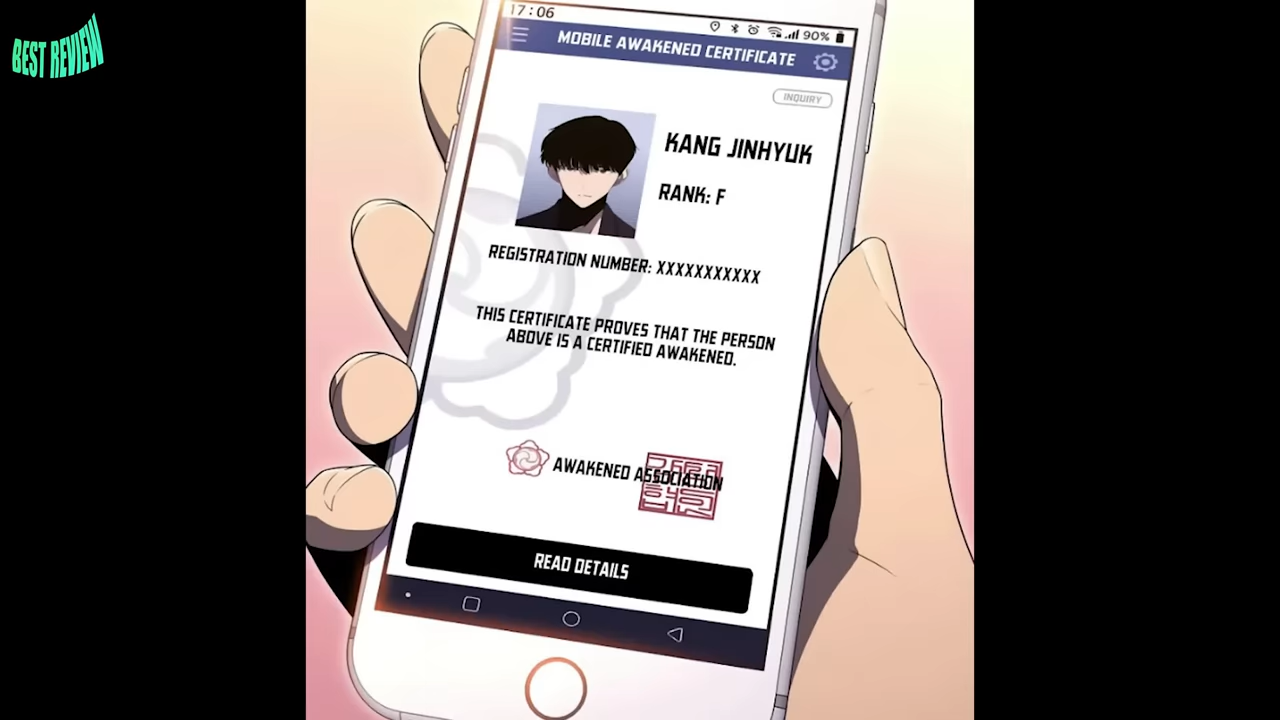 BEST REVIEW
17:06
90%
MOBILE AWAKENED CERTIFICATE
INQUIRY
KANG JINHYUK
RANK: F
REGISTRATION NUMBER: XXXXXXXXXXX
THIS CERTIFICATE PROVES THAT THE PERSON
ABOVE IS A CERTIFIED AWAKENED.
AWAKENED ASSOCIATION
READ DETAILS